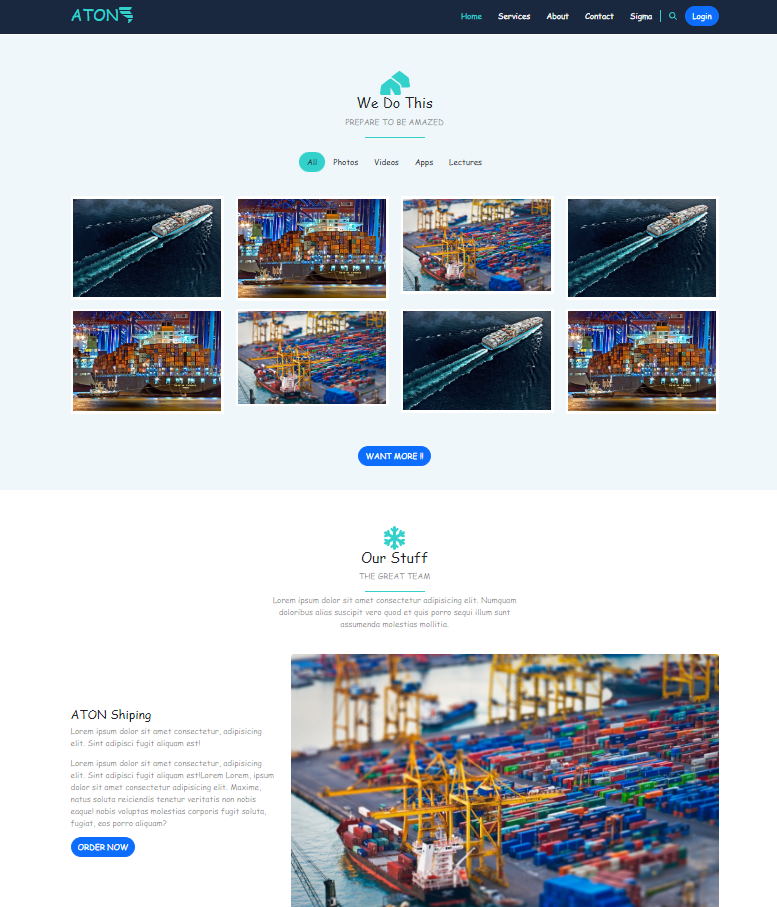 ATON
Home Services About Contact Sigma Login
We Do This
PREPARE TO BE AMAZED
All Photos Videos Apps Lectures
WANT MORE !!
Our Stuff
THE GREAT TEAM
Lorem ipsum dolor sit amet consectetur adipisicing elit. Numquam
doloribus alias suscipit vero quod et quis porro sequi illum sunt
assumenda molestias mollitia.
ATON Shiping
Lorem ipsum dolor sit amet consectetur, adipisicing
elit. Sint adipisci fugit aliquam est!
Lorem ipsum dolor sit amet consectetur, adipisicing
elit. Sint adipisci fugit aliquam est!Lorem Lorem, ipsum
dolor sit amet consectetur adipisicing elit. Maxime,
natus soluta reiciendis tenetur veritatis non nobis
eaque! nobis voluptas molestias corporis fugit soluta,
fugiat, eas porro aliquam?
ORDER NOW